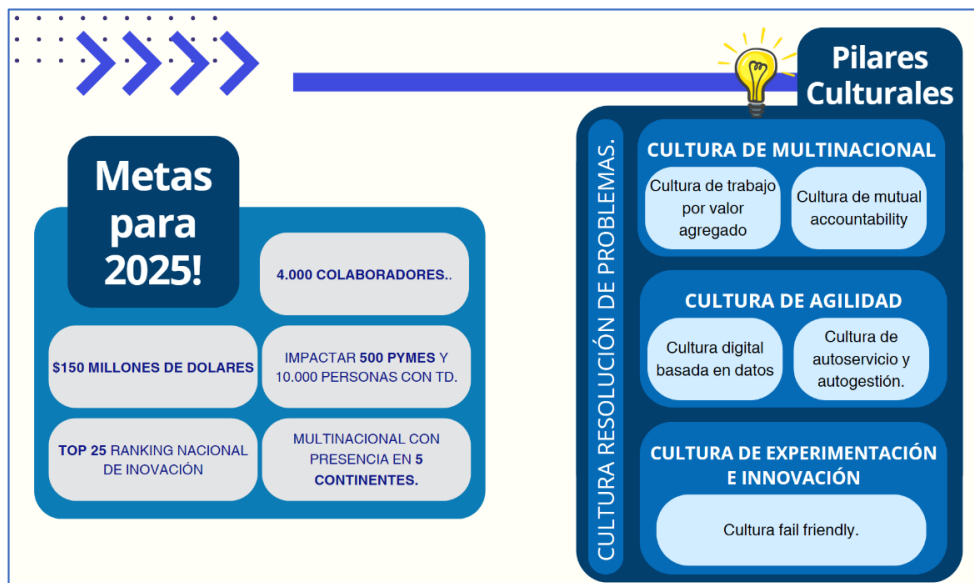 Metas
para
2025!
4.000 COLABORADORES..
$150 MILLONES DE DOLARES
IMPACTAR 500 PYMES Y
10.000 PERSONAS CON TD.
TOP 25 RANKING NACIONAL
DE INOVACIÓN
MULTINACIONAL CON
PRESENCIA EN 5
CONTINENTES.
Pilares
Culturales
CULTURA RESOLUCIÓN DE PROBLEMAS.
CULTURA DE MULTINACIONAL
Cultura de trabajo
por valor
agregado
Cultura de mutual
accountability
CULTURA DE AGILIDAD
Cultura digital
basada en datos
Cultura de
autoservicio y
autogestión.
CULTURA DE EXPERIMENTACIÓN
E INNOVACIÓN
Cultura fail friendly.